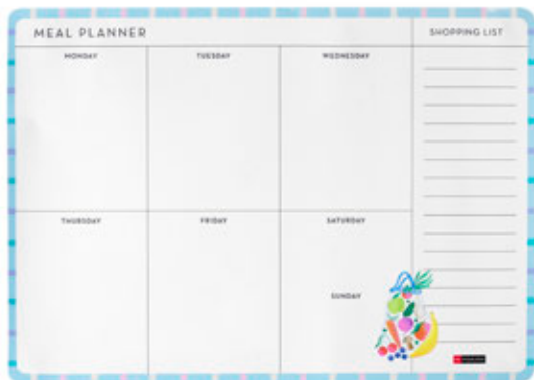 MEAL PLANNER
SHOPPING LIST
MONDAY
TUESDAY
WEDNESDAY
THURSDAY
FRIDAY
SATURDAY
SUNDAY